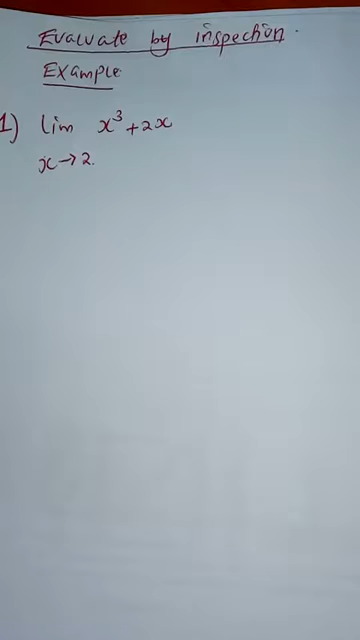 Evaluate by inspection.
Example
1) lim x³ + 2x
x → 2.